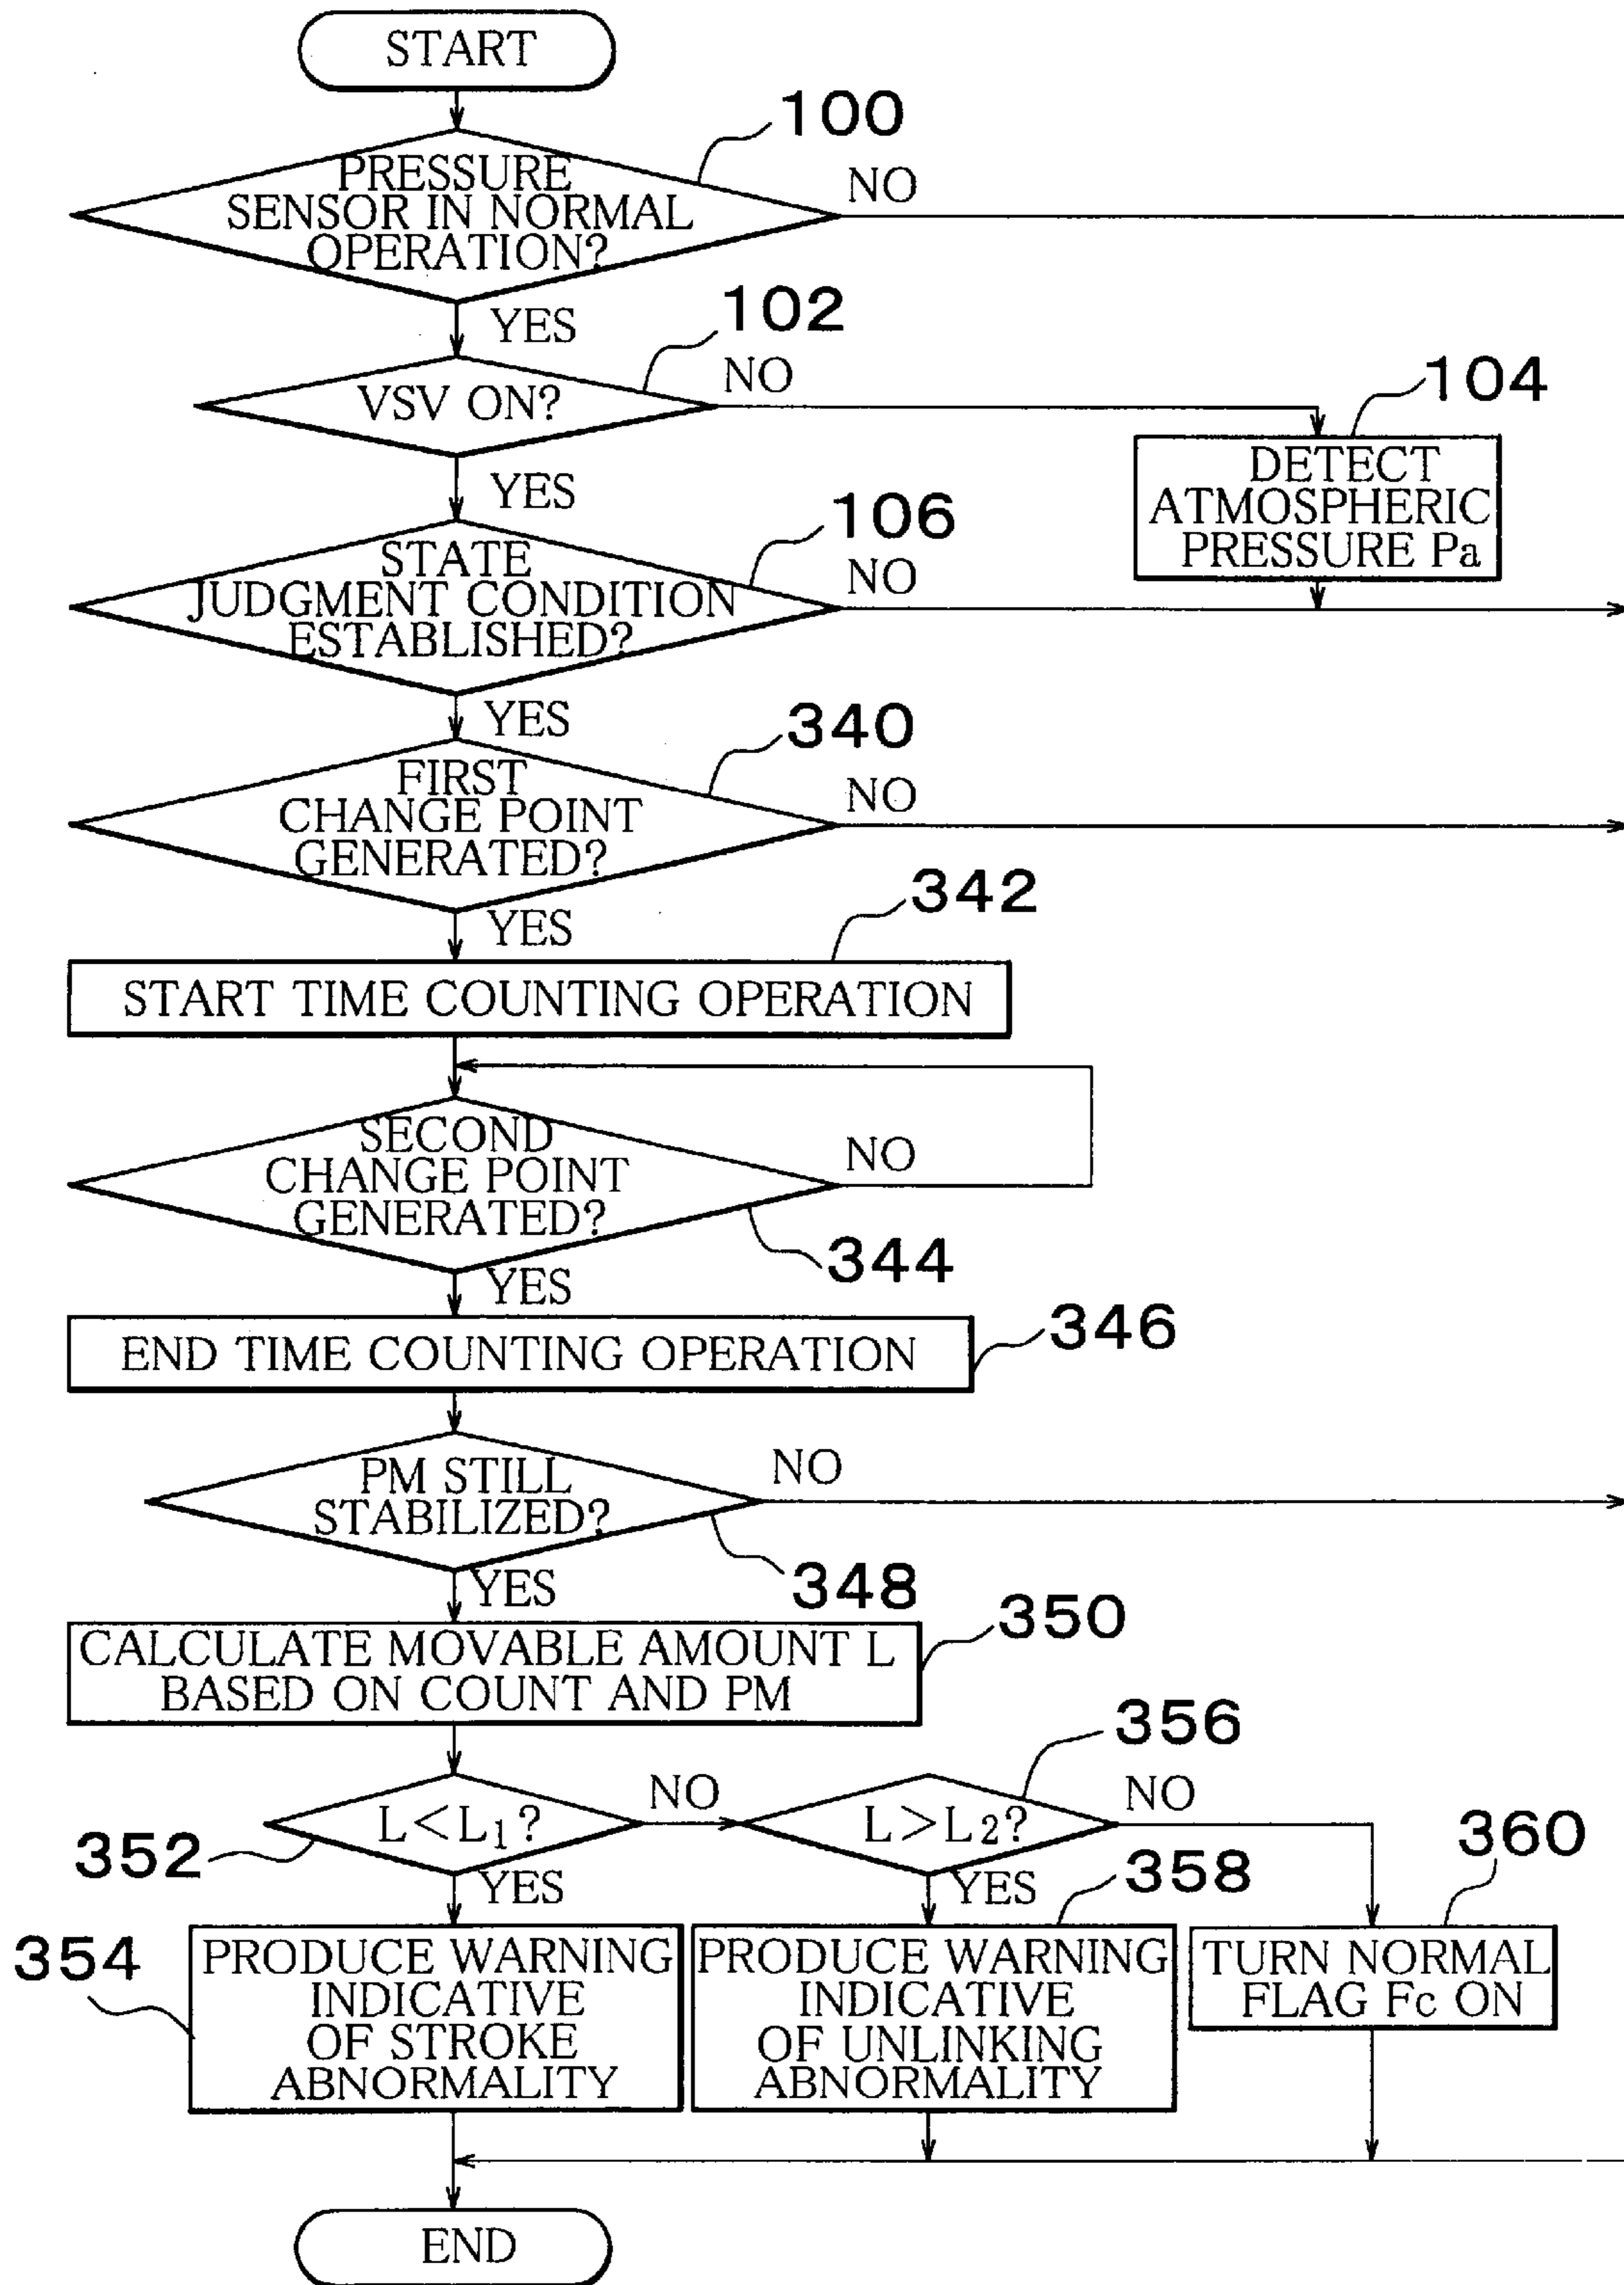 START
100
PRESSURE
SENSOR IN NORMAL
OPERATION?
NO
YES
102
VSV ON?
NO
104
DETECT
ATMOSPHERIC
PRESSURE Pa
YES
106
STATE
JUDGMENT CONDITION
ESTABLISHED?
NO
YES
340
FIRST
CHANGE POINT
GENERATED?
NO
YES
342
START TIME COUNTING OPERATION
SECOND
CHANGE POINT
GENERATED?
NO
344
YES
346
END TIME COUNTING OPERATION
PM STILL
STABILIZED?
NO
348
YES
350
CALCULATE MOVABLE AMOUNT L
BASED ON COUNT AND PM
352
L<L1?
NO
YES
356
L>L2?
NO
YES
354
PRODUCE WARNING
INDICATIVE
OF STROKE
ABNORMALITY
358
PRODUCE WARNING
INDICATIVE
OF UNLINKING
ABNORMALITY
360
TURN NORMAL
FLAG Fc ON
END